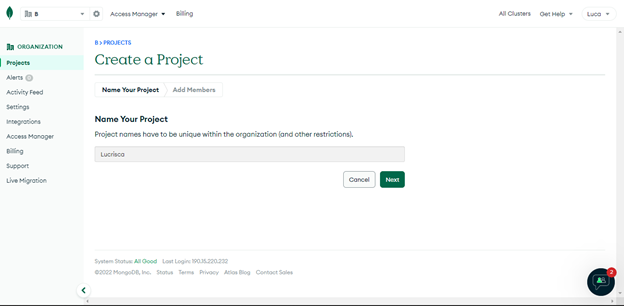 B
Access Manager
Billing
All Clusters
Get Help
Luca
ORGANIZATION
Projects
Alerts 0
Activity Feed
Settings
Integrations
Access Manager
Billing
Support
Live Migration
B > PROJECTS
Create a Project
Name Your Project
Add Members
Name Your Project
Project names have to be unique within the organization (and other restrictions).
Lucrisca
Cancel
Next
System Status: All Good Last Login: 190.15.220.232
©2022 MongoDB, Inc. Status Terms Privacy Atlas Blog Contact Sales
2